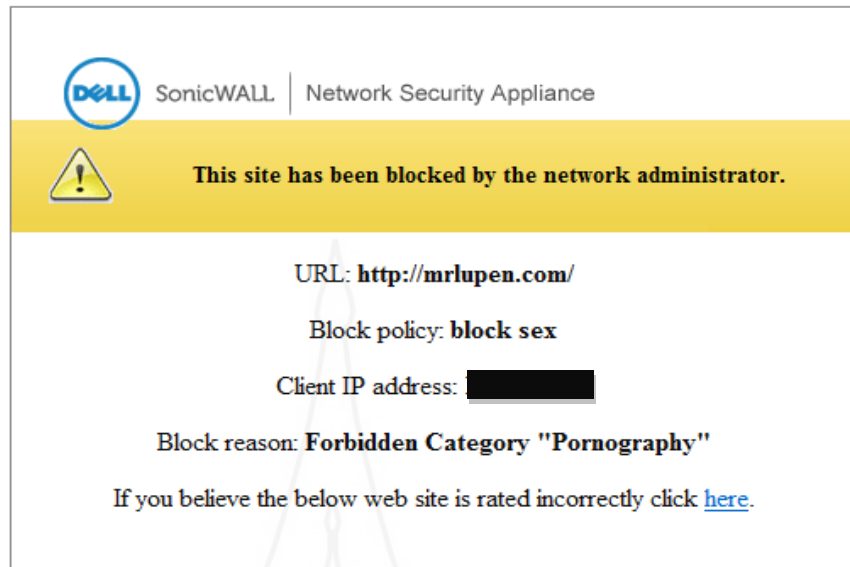 DELL SonicWALL | Network Security Appliance
This site has been blocked by the network administrator.
URL: http://mrlupen.com/
Block policy: block sex
Client IP address:
Block reason: Forbidden Category "Pornography"
If you believe the below web site is rated incorrectly click here.